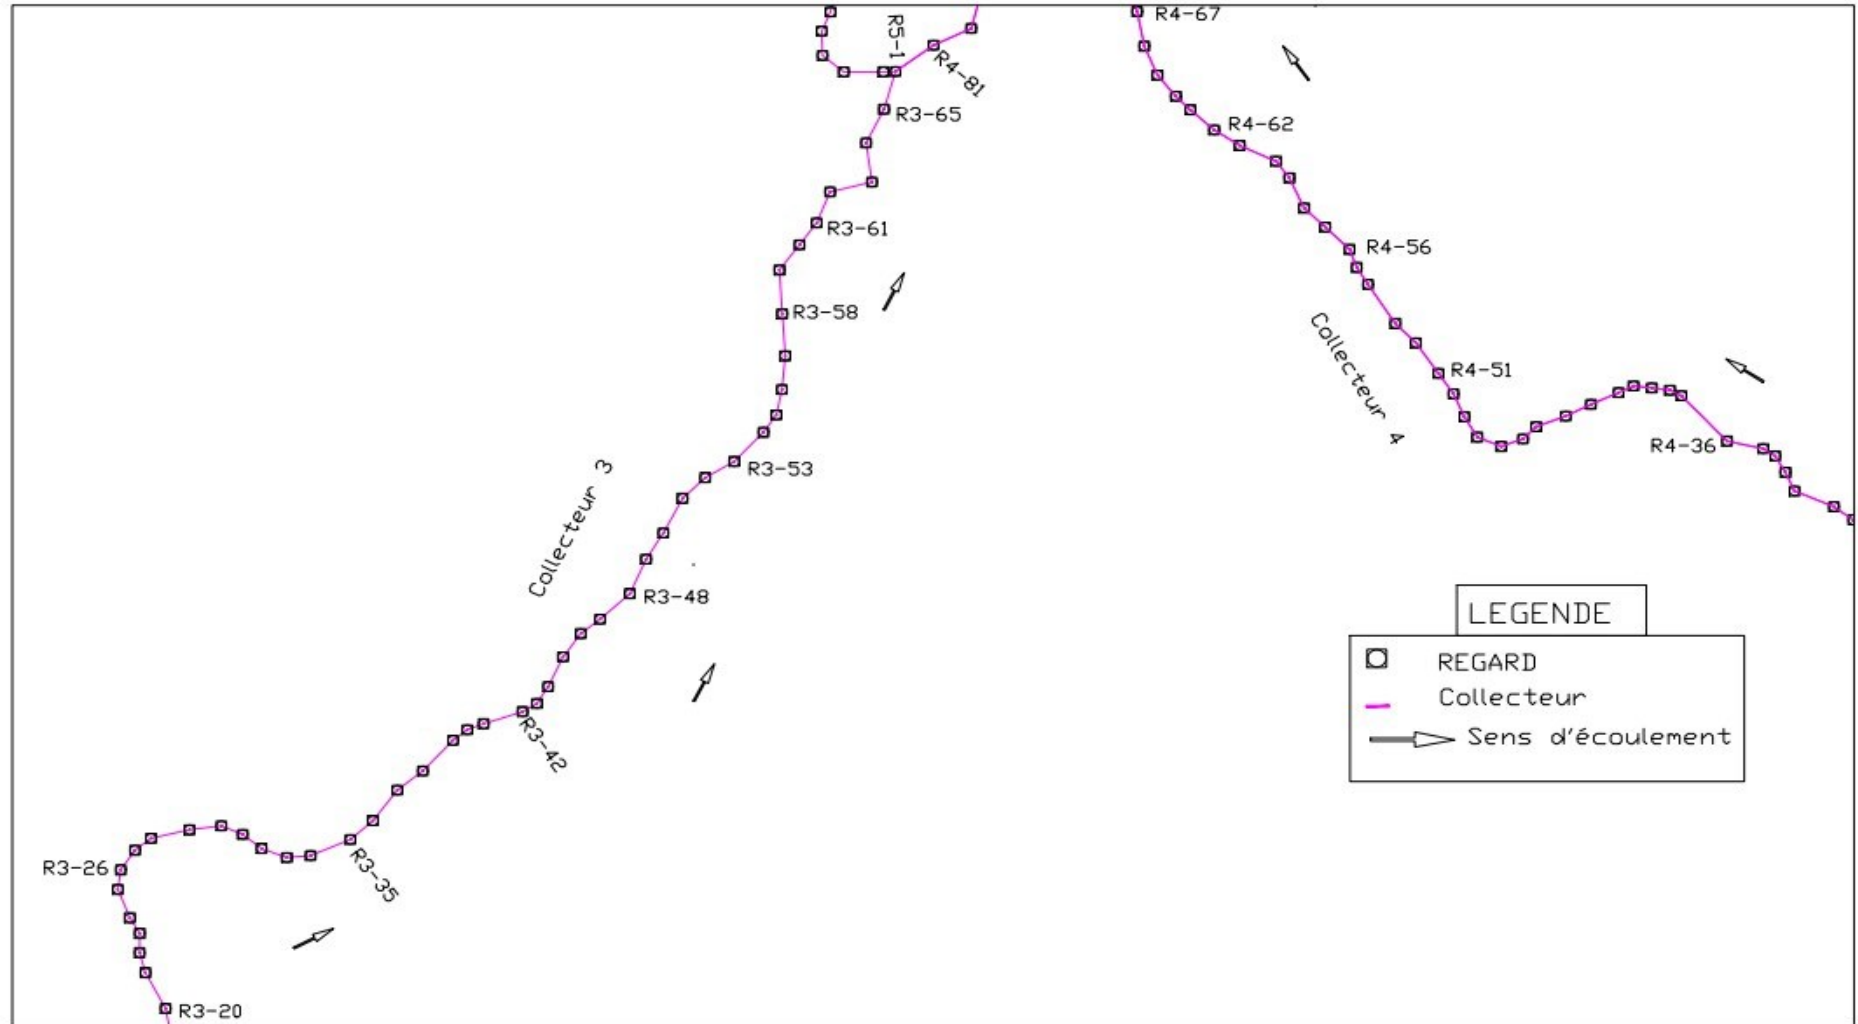 R5-1
R4-81
R4-67
R3-65
R4-62
R3-61
R4-56
R3-58
Collecteur 4
R4-51
R4-36
R3-53
Collecteur 3
R3-48
R3-42
R3-26
R3-35
R3-20
LEGENDE
REGARD
Collecteur
Sens d'écoulement